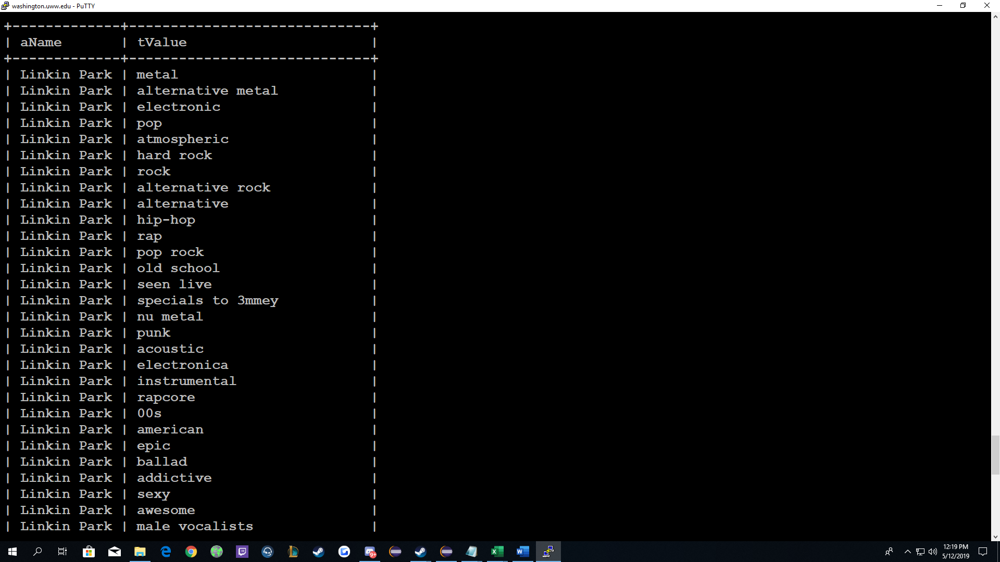 washington.uww.edu - PuTTY
+-------------+-----------------------------+
| aName | tValue |
+-------------+-----------------------------+
| Linkin Park | metal |
| Linkin Park | alternative metal |
| Linkin Park | electronic |
| Linkin Park | pop |
| Linkin Park | atmospheric |
| Linkin Park | hard rock |
| Linkin Park | rock |
| Linkin Park | alternative rock |
| Linkin Park | alternative |
| Linkin Park | hip-hop |
| Linkin Park | rap |
| Linkin Park | pop rock |
| Linkin Park | old school |
| Linkin Park | seen live |
| Linkin Park | specials to 3mmey |
| Linkin Park | nu metal |
| Linkin Park | punk |
| Linkin Park | acoustic |
| Linkin Park | electronica |
| Linkin Park | instrumental |
| Linkin Park | rapcore |
| Linkin Park | 00s |
| Linkin Park | american |
| Linkin Park | epic |
| Linkin Park | ballad |
| Linkin Park | addictive |
| Linkin Park | sexy |
| Linkin Park | awesome |
| Linkin Park | male vocalists |
9+
12:19 PM
5/12/2019